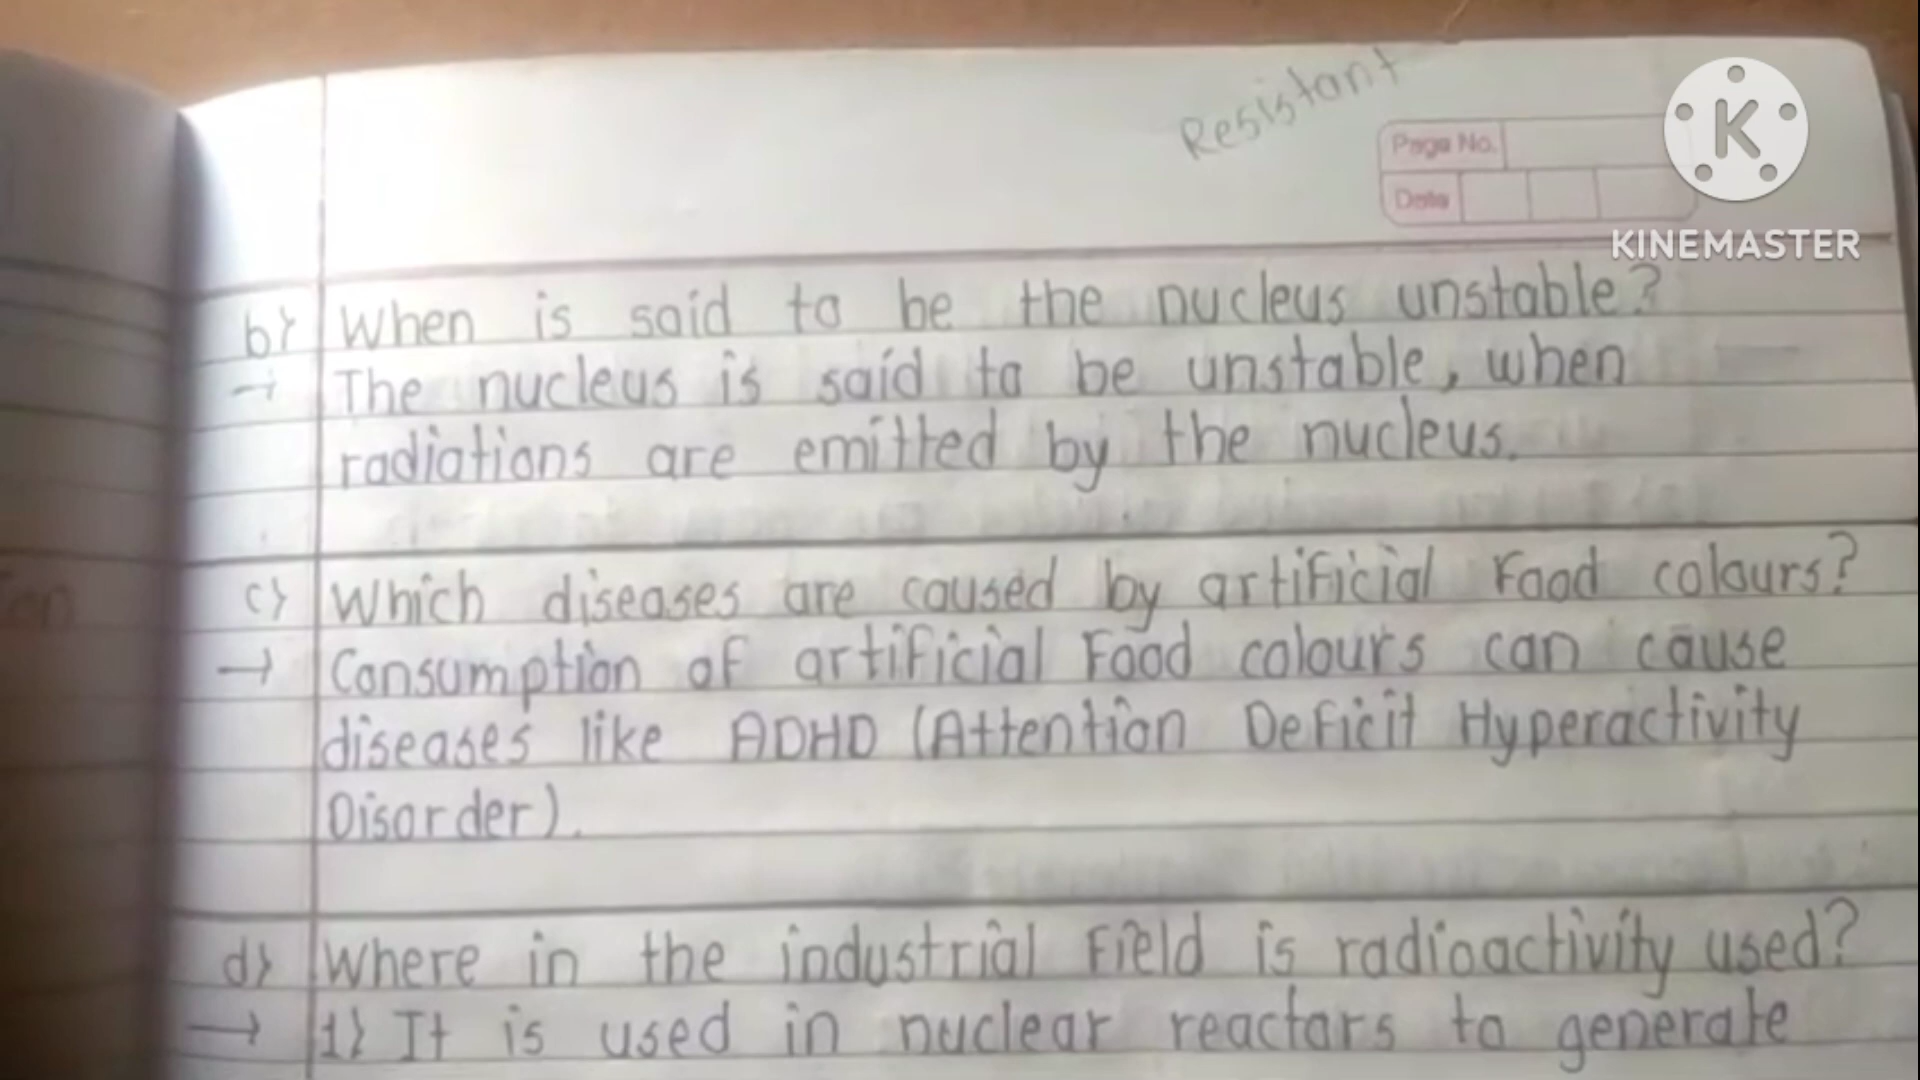 Resistant
Page No.
Date
KINEMASTER
b) When is said to be the nucleus unstable?
→ The nucleus is said to be unstable, when
radiations are emitted by the nucleus.
c) Which diseases are caused by artificial Food colours?
→ Consumption of artificial Food colours can cause
diseases like ADHD (Attention Deficit Hyperactivity
Disorder).
d) Where in the industrial Field is radioactivity used?
→ 1) It is used in nuclear reactors to generate